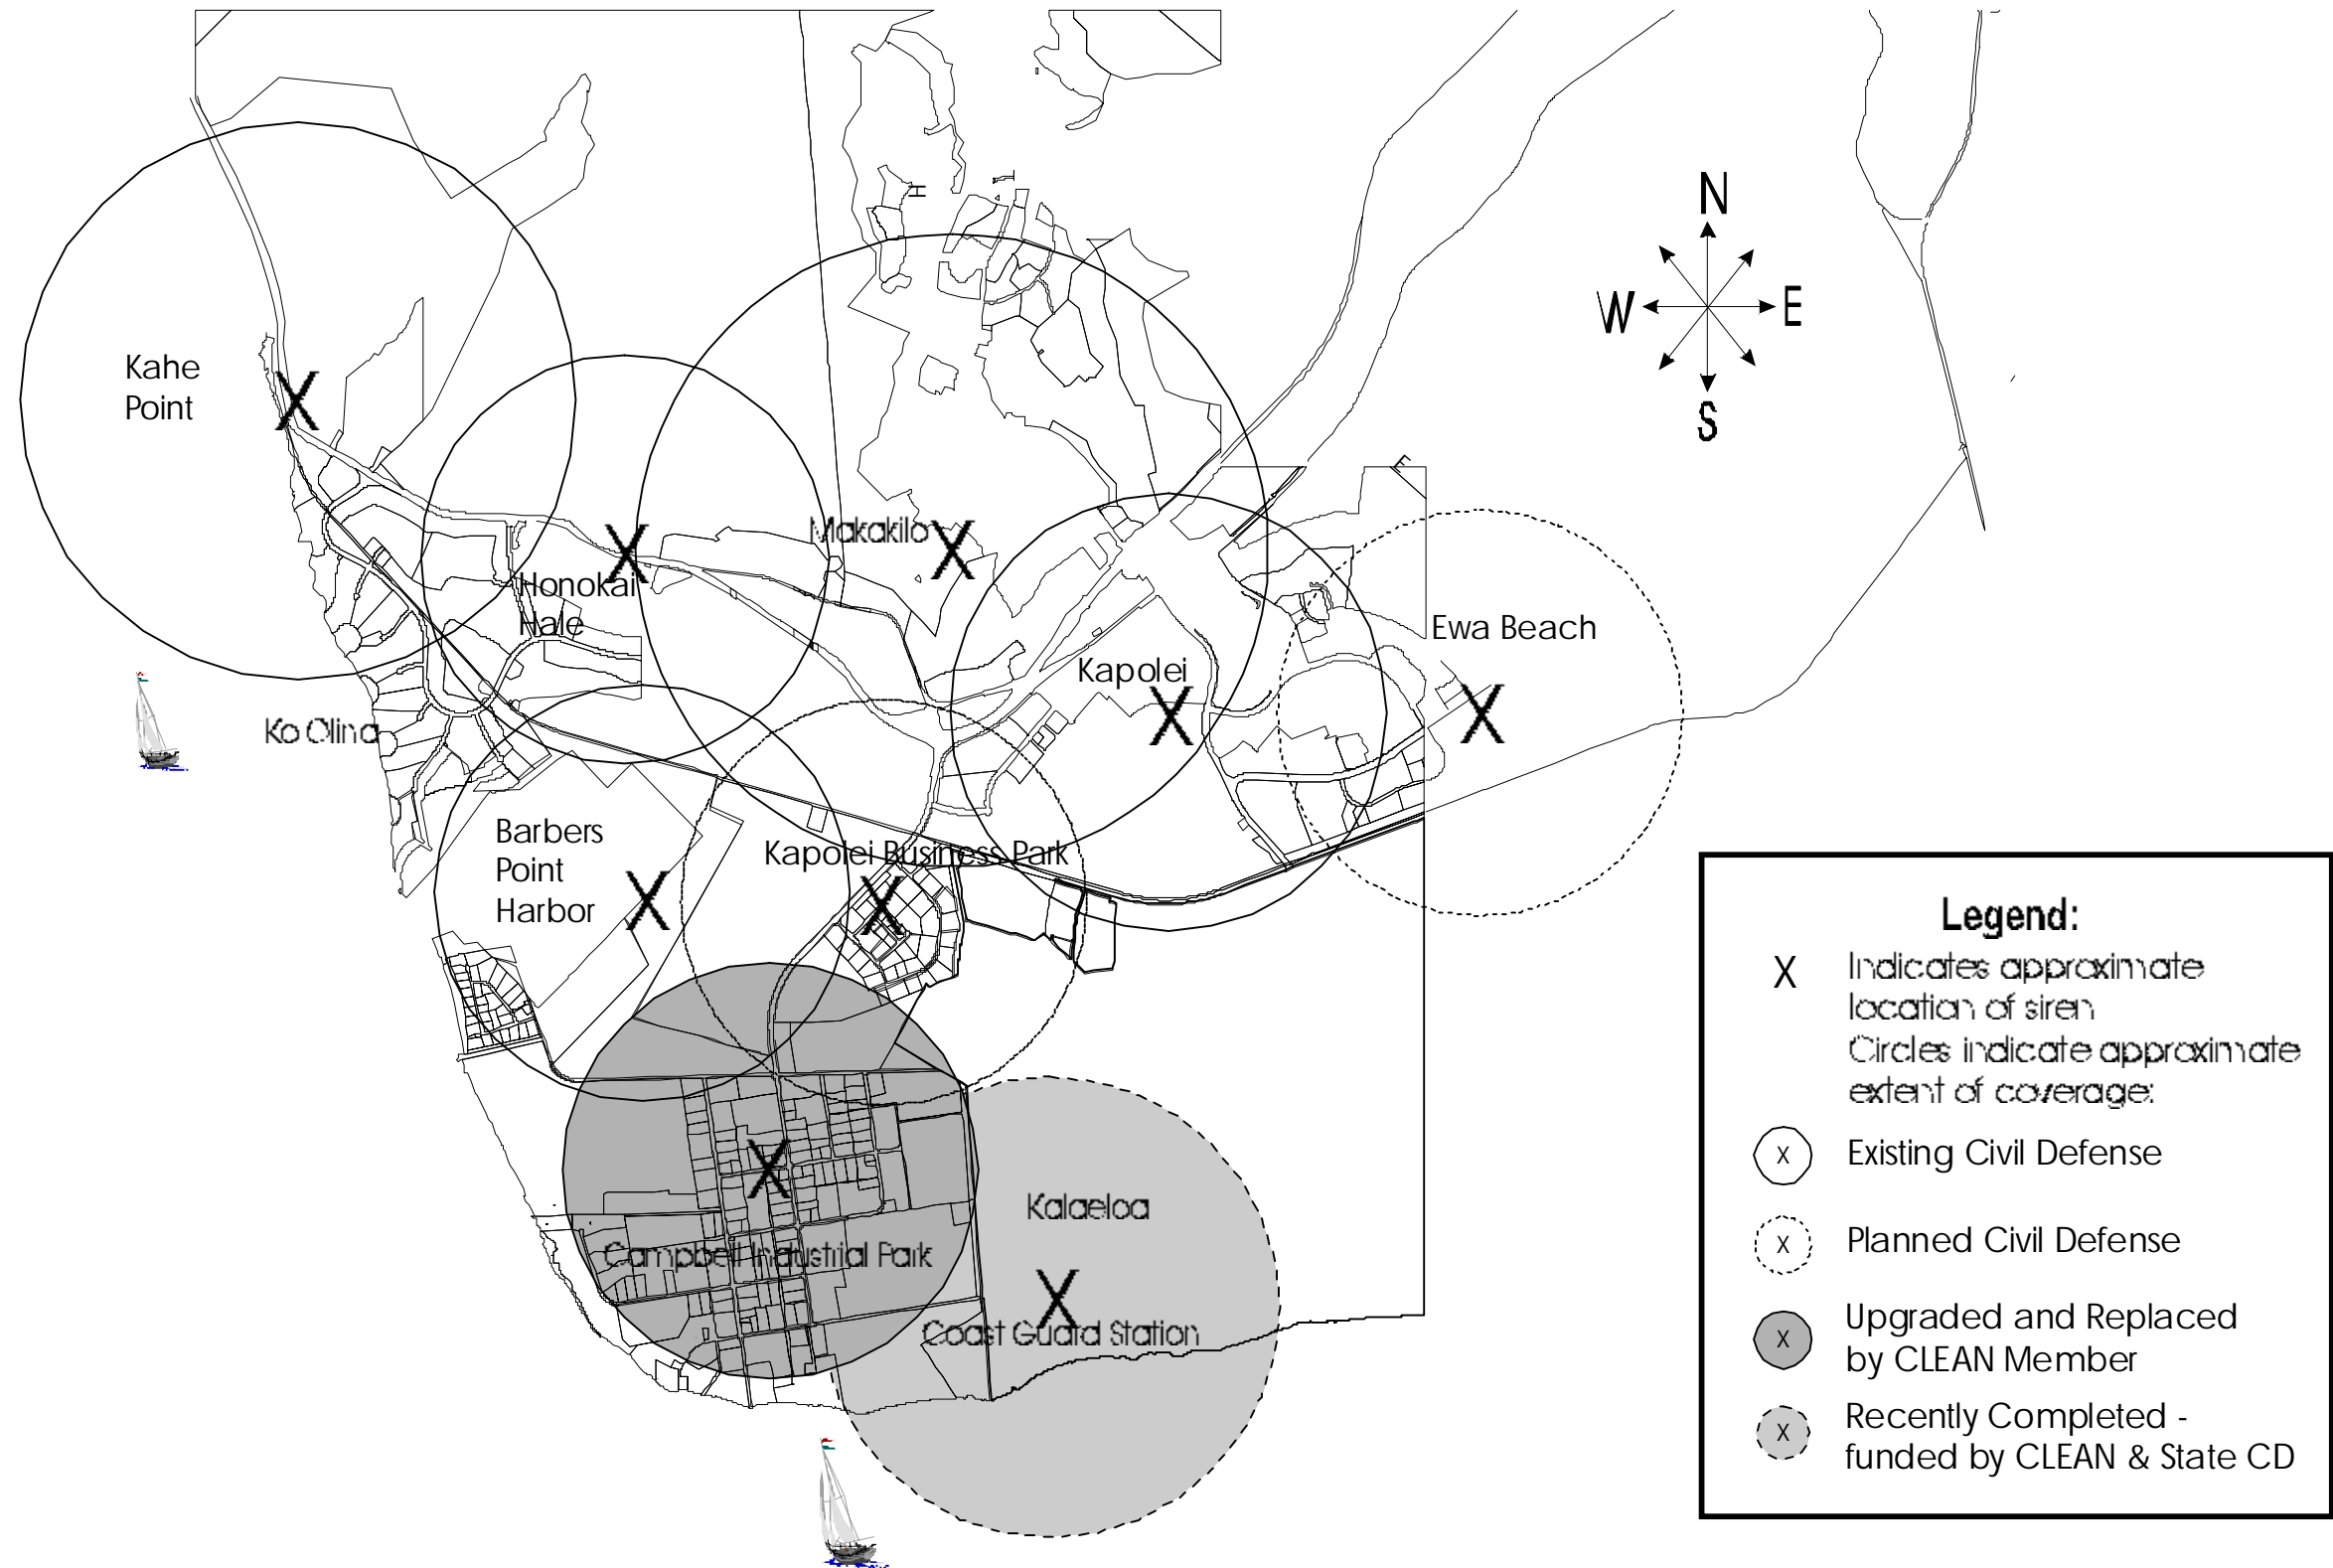 N
W E
S
Kahe
Point
Makakilo
Honokai
Hale
Ewa Beach
Kapolei
Ko Olina
Barbers
Point
Harbor
Kapolei Business Park
Kalaeloa
Campbell Industrial Park
Coast Guard Station
Legend:
X Indicates approximate
location of siren
Circles indicate approximate
extent of coverage:
X Existing Civil Defense
X Planned Civil Defense
X Upgraded and Replaced
by CLEAN Member
X Recently Completed -
funded by CLEAN & State CD